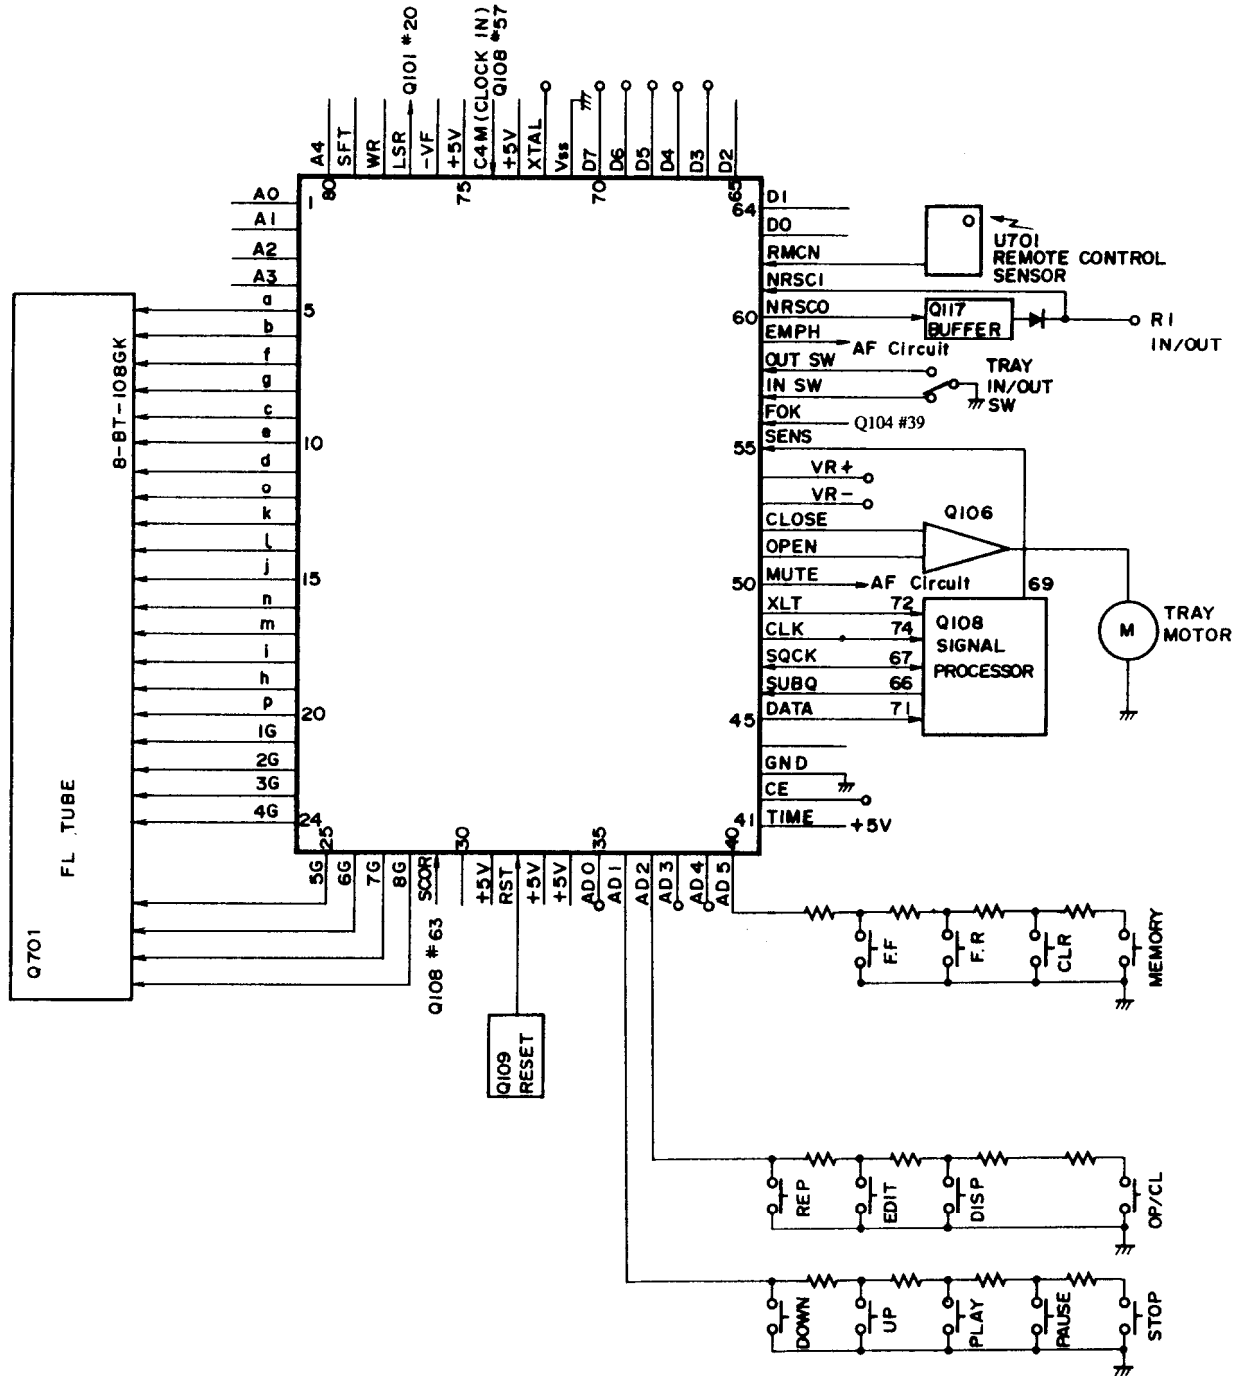 A4
SFT
WR
LSR
Q101 #20
-VF
+5V
C4M (CLOCK IN)
Q108 #57
+5V
XTAL
Vss
D7
D6
D5
D4
D3
D2
80
75
70
65
A0
1
A1
A2
A3
a
5
b
f
g
c
e
10
d
o
k
l
j
15
n
m
i
h
p
20
1G
2G
3G
4G
24
8-BT-108GK
FL TUBE
Q701
64
D1
D0
RMCN
U701
REMOTE CONTROL
SENSOR
NRSCI
60
NRSCO
Q117
BUFFER
R1
IN/OUT
EMPH
AF Circuit
OUT SW
IN SW
TRAY
IN/OUT
SW
FOK
Q104 #39
55
SENS
VR+
VR-
CLOSE
OPEN
Q106
50
MUTE
AF Circuit
69
XLT
72
CLK
74
SQCK
67
SUBQ
66
45
DATA
71
Q108
SIGNAL
PROCESSOR
M
TRAY
MOTOR
GND
CE
41
TIME
+5V
25
30
35
40
5G
6G
7G
8G
SCOR
Q108 #63
+5V
RST
+5V
+5V
AD0
AD1
AD2
AD3
AD4
AD5
Q109
RESET
F.F
F.R
CLR
MEMORY
REP
EDIT
DISP
OP/CL
DOWN
UP
PLAY
PAUSE
STOP